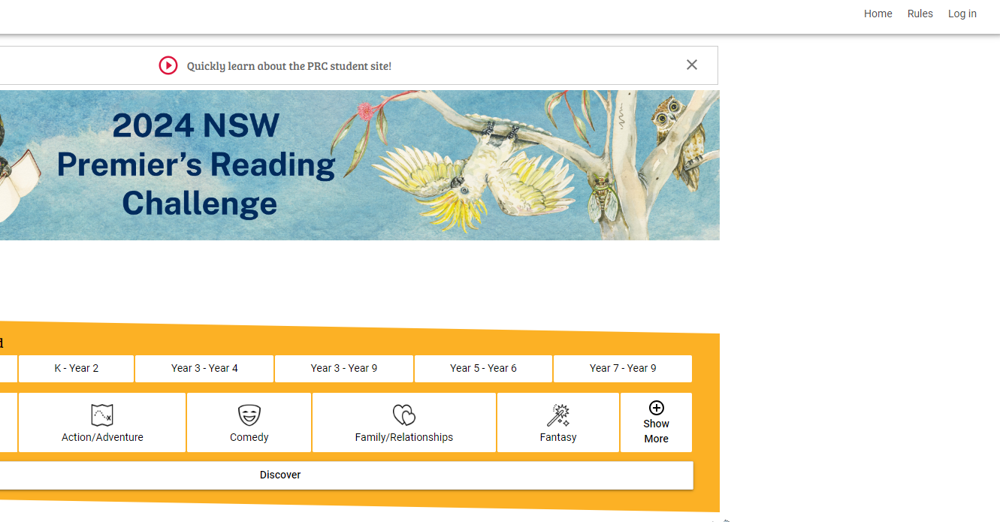 Home Rules Log in
Quickly learn about the PRC student site!
2024 NSW
Premier's Reading
Challenge
K - Year 2 Year 3 - Year 4 Year 3 - Year 9 Year 5 - Year 6 Year 7 - Year 9
Action/Adventure Comedy Family/Relationships Fantasy Show
More
Discover